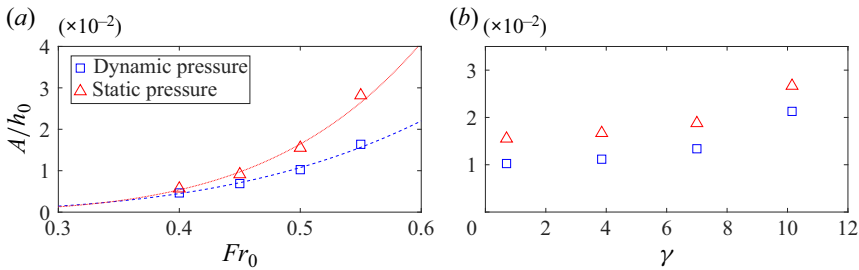 (a)
(×10⁻²)
4
3
2
1
0
0.3 0.4 0.5 0.6
A/h₀
Fr₀
Dynamic pressure
Static pressure
(b)
(×10⁻²)
3
2
1
0
2 4 6 8 10 12
γ